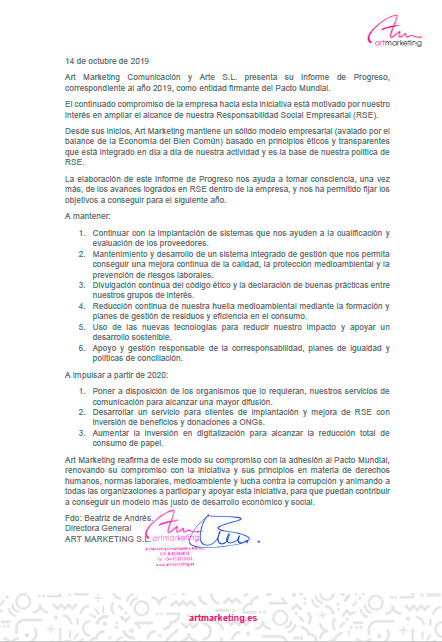 artmarketing
14 de octubre de 2019
Art Marketing Comunicación y Arte S.L. presenta su Informe de Progreso,
correspondiente al año 2019, como entidad firmante del Pacto Mundial.
El continuado compromiso de la empresa hacia esta iniciativa está motivado por nuestro
interés en ampliar el alcance de nuestra Responsabilidad Social Empresarial (RSE).
Desde sus inicios, Art Marketing mantiene un sólido modelo empresarial (avalado por el
balance de la Economía del Bien Común) basado en principios éticos y transparentes
que está integrado en día a día de nuestra actividad y es la base de nuestra política de
RSE.
La elaboración de este Informe de Progreso nos ayuda a tomar consciencia, una vez
más, de los avances logrados en RSE dentro de la empresa, y nos ha permitido fijar los
objetivos a conseguir para el siguiente año.
A mantener:
1. Continuar con la implantación de sistemas que nos ayuden a la cualificación y
evaluación de los proveedores.
2. Mantenimiento y desarrollo de un sistema integrado de gestión que nos permita
conseguir una mejora continua de la calidad, la protección medioambiental y la
prevención de riesgos laborales.
3. Divulgación continua del código ético y la declaración de buenas prácticas entre
nuestros grupos de interés.
4. Reducción continua de nuestra huella medioambiental mediante la formación y
planes de gestión de residuos y eficiencia en el consumo.
5. Uso de las nuevas tecnologías para reducir nuestro impacto y apoyar un
desarrollo sostenible.
6. Apoyo y gestión responsable de la corresponsabilidad, planes de igualdad y
políticas de conciliación.
A impulsar a partir de 2020:
1. Poner a disposición de los organismos que lo requieran, nuestros servicios de
comunicación para alcanzar una mayor difusión.
2. Desarrollar un servicio para clientes de implantación y mejora de RSE con
inversión de beneficios y donaciones a ONGs.
3. Aumentar la inversión en digitalización para alcanzar la reducción total de
consumo de papel.
Art Marketing reafirma de este modo su compromiso con la adhesión al Pacto Mundial,
renovando su compromiso con la iniciativa y sus principios en materia de derechos
humanos, normas laborales, medioambiente y lucha contra la corrupción y animando a
todas las organizaciones a participar y apoyar esta iniciativa, para que puedan contribuir
a conseguir un modelo más justo de desarrollo económico y social.
Fdo: Beatriz de Andrés.
Directora General
ART MARKETING S.L.
artmarketing
www.artmarketing.es
artmarketing.es